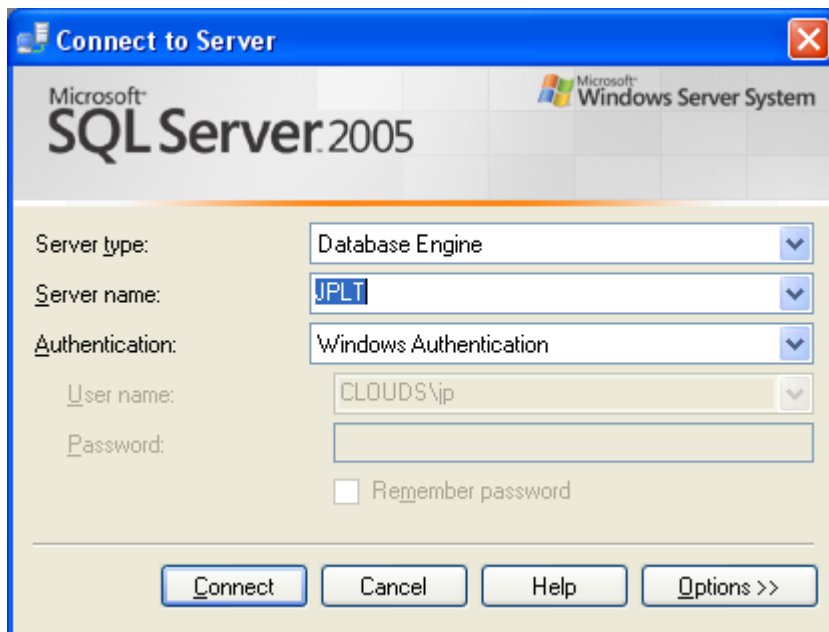 Connect to Server
Microsoft
SQL Server 2005
Microsoft
Windows Server System
Server type: Database Engine
Server name: JPLT
Authentication: Windows Authentication
User name: CLOUDS\jp
Password:
Remember password
Connect Cancel Help Options >>